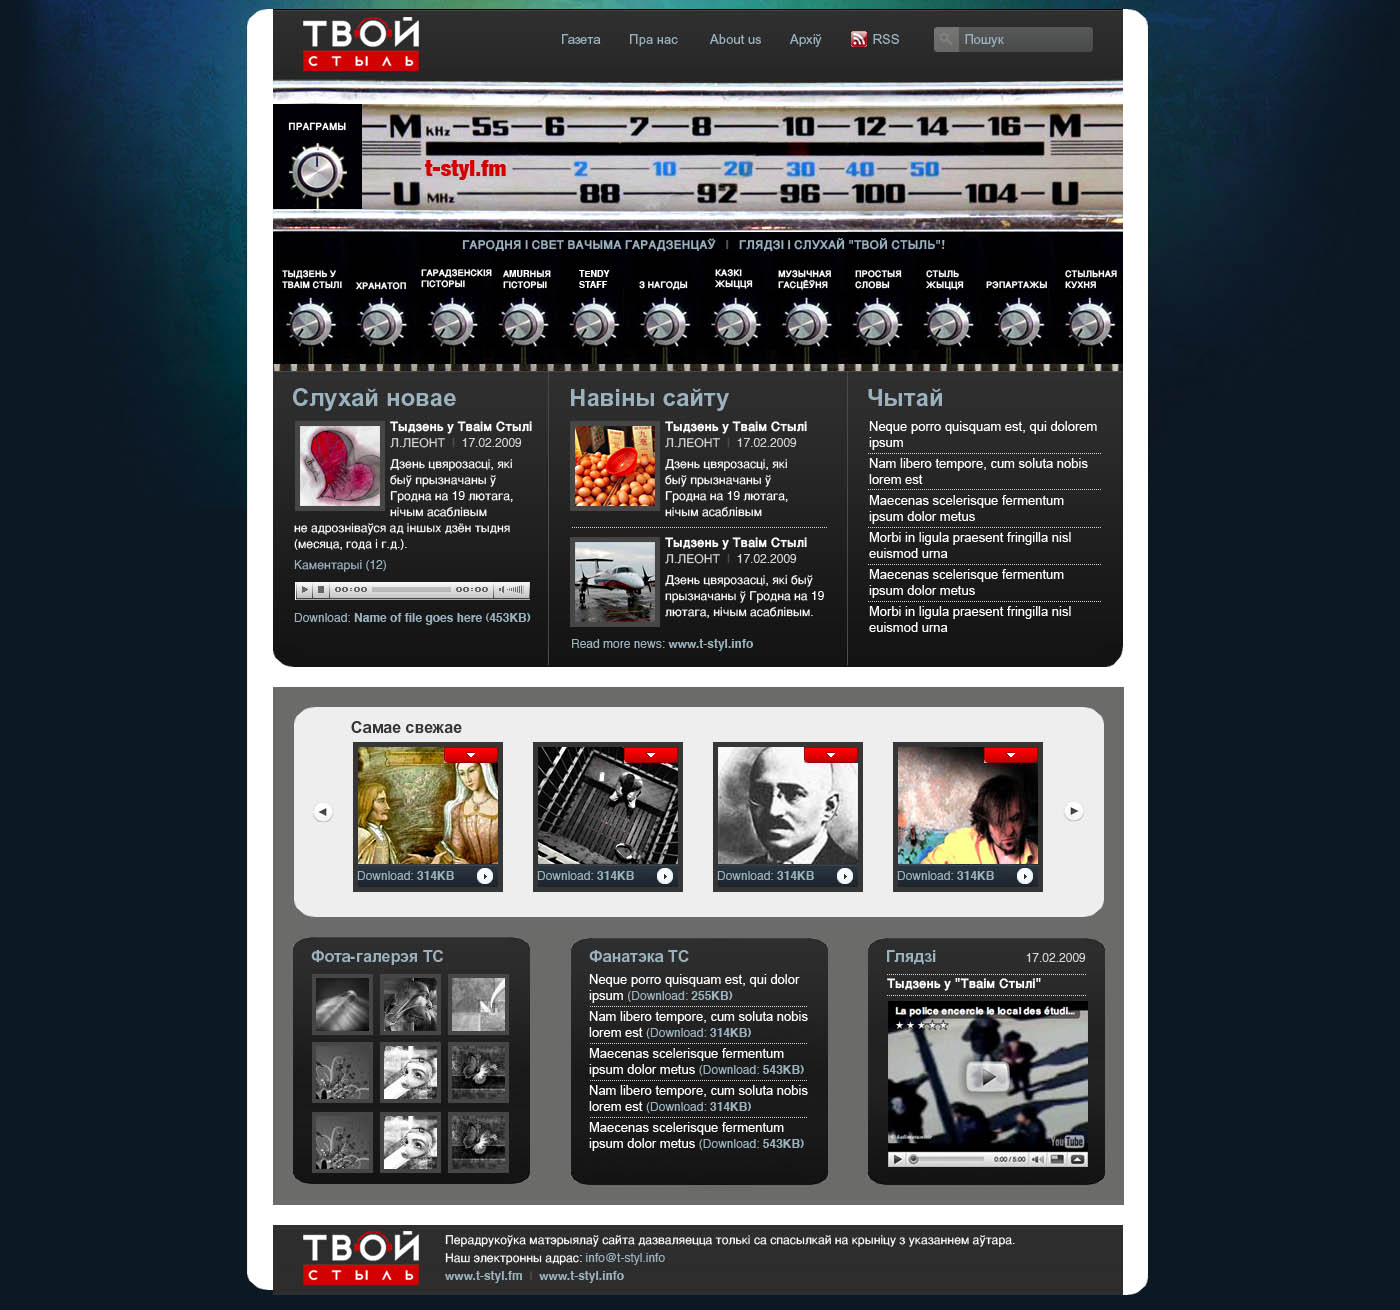 ТВОЙ
СТЫЛЬ
Газета Пра нас About us Архіў RSS Пошук
ПРАГРАМЫ
M kHz 55 6 7 8 10 12 14 16 M
t-styl.fm 2 10 20 30 40 50
U MHz 88 92 96 100 104 U
ГАРОДНЯ І СВЕТ ВАЧЫМА ГАРАДЗЕНЦАЎ | ГЛЯДЗІ І СЛУХАЙ "ТВОЙ СТЫЛЬ"!
ТЫДЗЕНЬ У
ТВАІМ СТЫЛІ
ХРАНАТОП
ГАРАДЗЕНСКІЯ
ГІСТОРЫІ
AMURНЫЯ
ГІСТОРЫІ
TЕNDY
STAFF
З НАГОДЫ
КАЗКІ
ЖЫЦЦЯ
МУЗЫЧНАЯ
ГАСЦЁЎНЯ
ПРОСТЫЯ
СЛОВЫ
СТЫЛЬ
ЖЫЦЦЯ
РЭПАРТАЖЫ
СТЫЛЬНАЯ
КУХНЯ
Слухай новае
Тыдзень у Тваім Стылі
Л.ЛЕОНТ | 17.02.2009
Дзень цвярозасці, які
быў прызначаны ў
Гродна на 19 лютага,
нічым асаблівым
не адрозніваўся ад іншых дзён тыдня
(месяца, года і г.д.).
Каментарыі (12)
00:00 00:00
Download: Name of file goes here (453KB)
Навіны сайту
Тыдзень у Тваім Стылі
Л.ЛЕОНТ | 17.02.2009
Дзень цвярозасці, які
быў прызначаны ў
Гродна на 19 лютага,
нічым асаблівым
Тыдзень у Тваім Стылі
Л.ЛЕОНТ | 17.02.2009
Дзень цвярозасці, які быў
прызначаны ў Гродна на 19
лютага, нічым асаблівым.
Read more news: www.t-styl.info
Чытай
Neque porro quisquam est, qui dolorem
ipsum
Nam libero tempore, cum soluta nobis
lorem est
Maecenas scelerisque fermentum
ipsum dolor metus
Morbi in ligula praesent fringilla nisl
euismod urna
Maecenas scelerisque fermentum
ipsum dolor metus
Morbi in ligula praesent fringilla nisl
euismod urna
Самае свежае
Download: 314KB
Download: 314KB
Download: 314KB
Download: 314KB
Фота-галерэя ТС
Фанатэка ТС
Neque porro quisquam est, qui dolor
ipsum (Download: 255KB)
Nam libero tempore, cum soluta nobis
lorem est (Download: 314KB)
Maecenas scelerisque fermentum
ipsum dolor metus (Download: 543KB)
Nam libero tempore, cum soluta nobis
lorem est (Download: 314KB)
Maecenas scelerisque fermentum
ipsum dolor metus (Download: 543KB)
Глядзі 17.02.2009
Тыдзень у "Тваім Стылі"
La police encercle le local des étudi...
YouTube
0:00 / 5:00
ТВОЙ
СТЫЛЬ
Перадрукоўка матэрыялаў сайта дазваляецца толькі са спасылкай на крыніцу з указаннем аўтара.
Наш электронны адрас: info@t-styl.info
www.t-styl.fm | www.t-styl.info